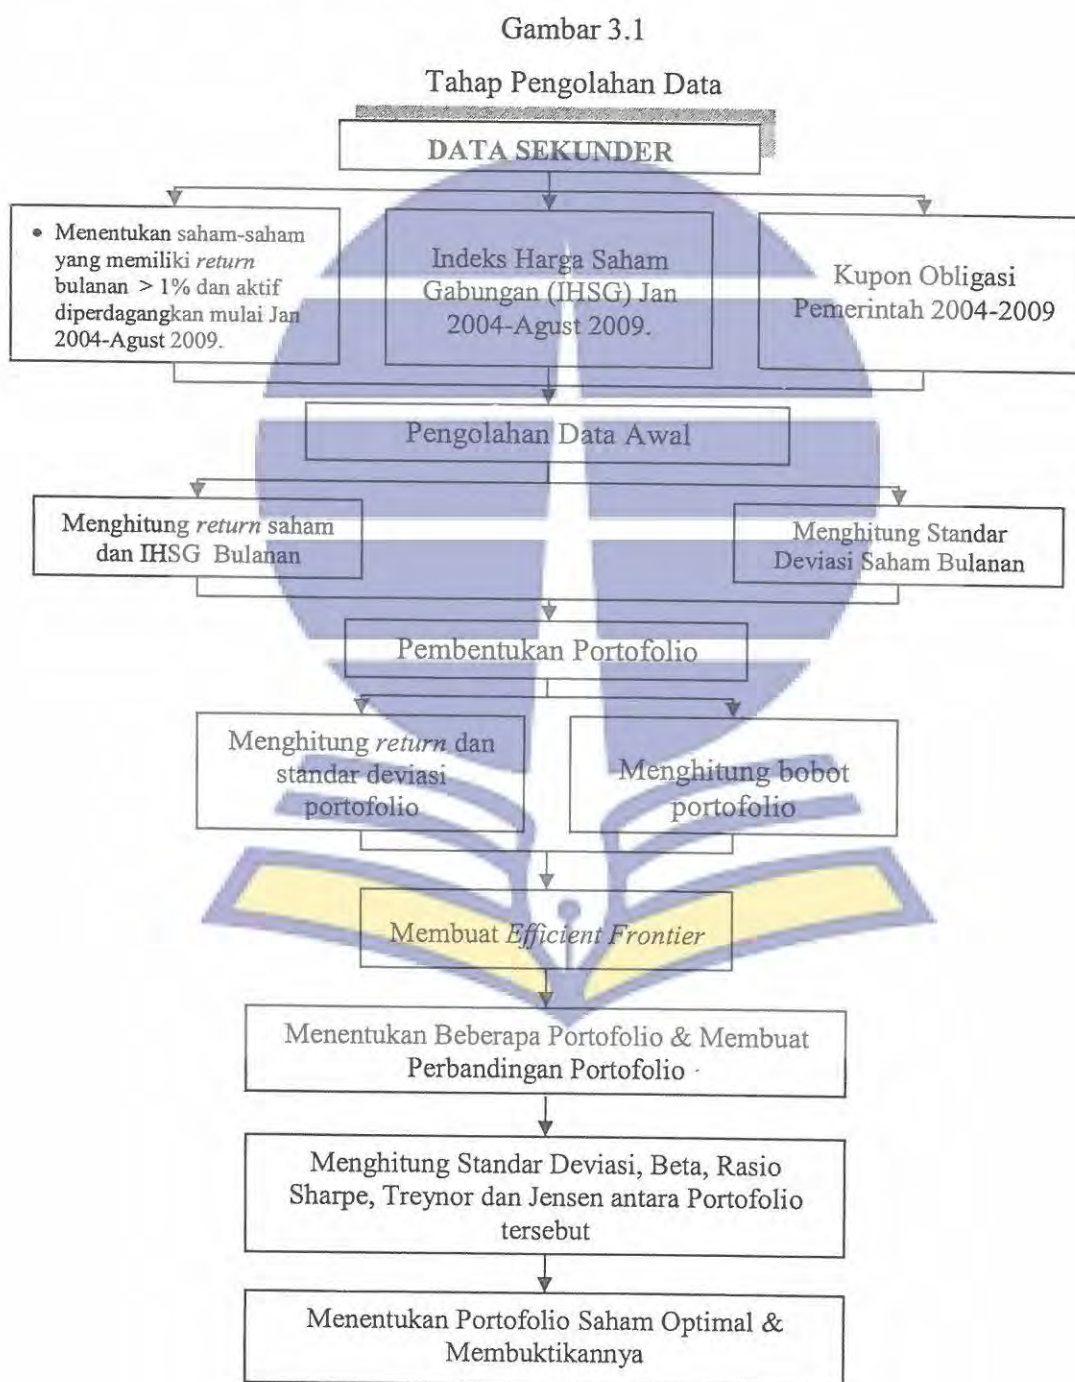 Gambar 3.1
Tahap Pengolahan Data
DATA SEKUNDER
• Menentukan saham-saham
yang memiliki return
bulanan > 1% dan aktif
diperdagangkan mulai Jan
2004-Agust 2009.
Indeks Harga Saham
Gabungan (IHSG) Jan
2004-Agust 2009.
Kupon Obligasi
Pemerintah 2004-2009
Pengolahan Data Awal
Menghitung return saham
dan IHSG Bulanan
Menghitung Standar
Deviasi Saham Bulanan
Pembentukan Portofolio
Menghitung return dan
standar deviasi
portofolio
Menghitung bobot
portofolio
Membuat Efficient Frontier
Menentukan Beberapa Portofolio & Membuat
Perbandingan Portofolio
Menghitung Standar Deviasi, Beta, Rasio
Sharpe, Treynor dan Jensen antara Portofolio
tersebut
Menentukan Portofolio Saham Optimal &
Membuktikannya